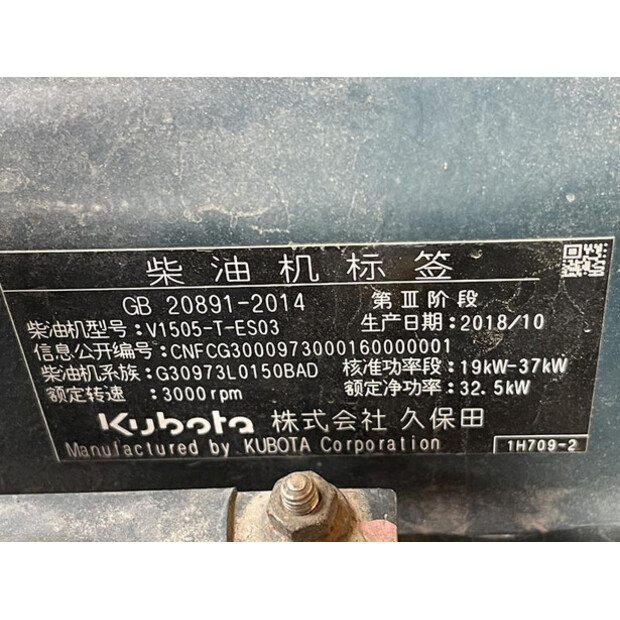 柴油机标签
GB 20891-2014 第Ⅲ阶段
柴油机型号:V1505-T-ES03 生产日期:2018/10
信息公开编号:CNFCG3000973000160000001
柴油机系族:G30973L0150BAD 核准功率段:19kW-37kW
额定转速 :3000rpm 额定净功率:32.5kW
Kubota 株式会社 久保田
Manufactured by KUBOTA Corporation 1H709-2